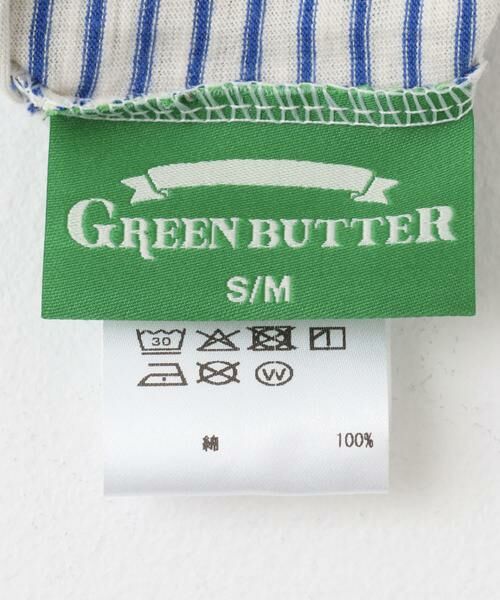 GREEN BUTTER
S/M
30
W
綿 100%